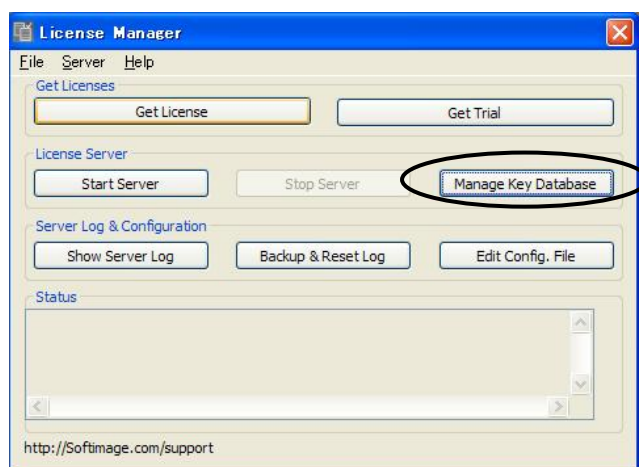 License Manager
File Server Help
Get Licenses
Get License Get Trial
License Server
Start Server Stop Server Manage Key Database
Server Log & Configuration
Show Server Log Backup & Reset Log Edit Config. File
Status
http://Softimage.com/support